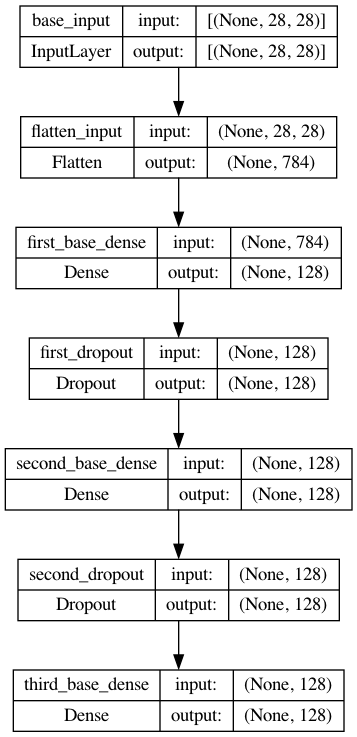 base_input input: [(None, 28, 28)]
InputLayer output: [(None, 28, 28)]
flatten_input input: (None, 28, 28)
Flatten output: (None, 784)
first_base_dense input: (None, 784)
Dense output: (None, 128)
first_dropout input: (None, 128)
Dropout output: (None, 128)
second_base_dense input: (None, 128)
Dense output: (None, 128)
second_dropout input: (None, 128)
Dropout output: (None, 128)
third_base_dense input: (None, 128)
Dense output: (None, 128)